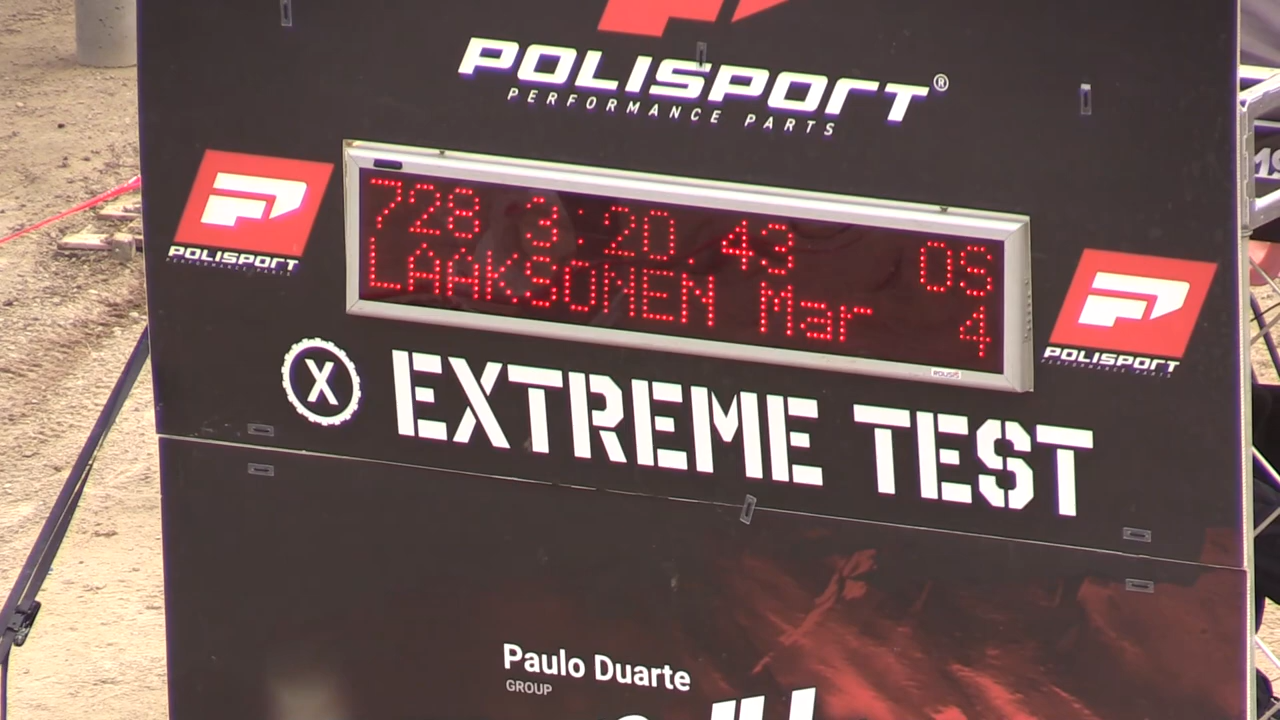 POLISPORT®
PERFORMANCE PARTS
POLISPORT
PERFORMANCE PARTS
728 3:20.43 OS
LAAKSONEN Mar 4
ROUSIS
POLISPORT
PERFORMANCE PARTS
X EXTREME TEST
Paulo Duarte
GROUP